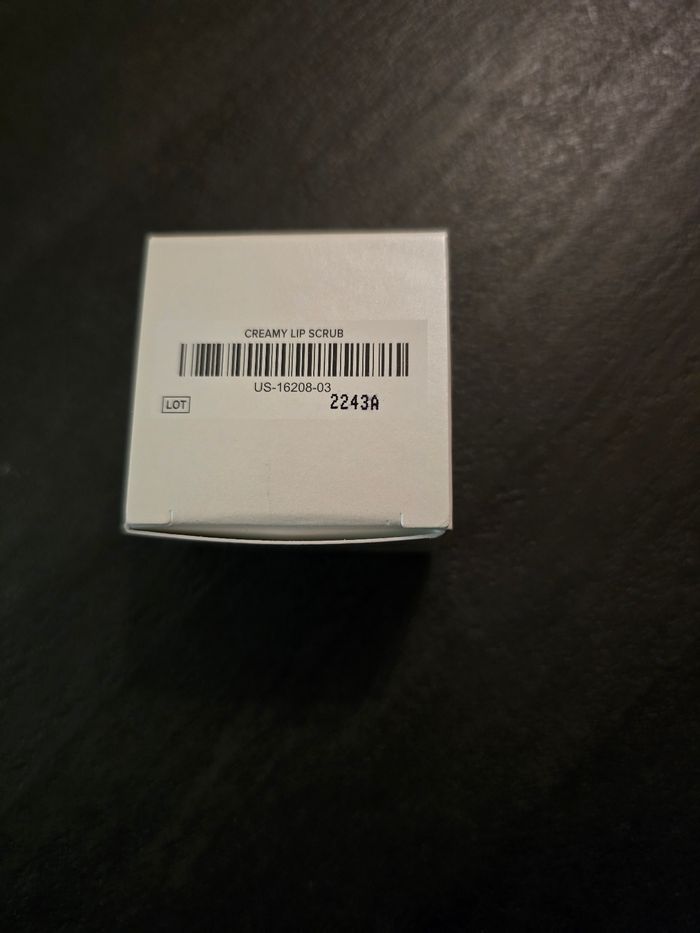 CREAMY LIP SCRUB
US-16208-03
LOT 2243A